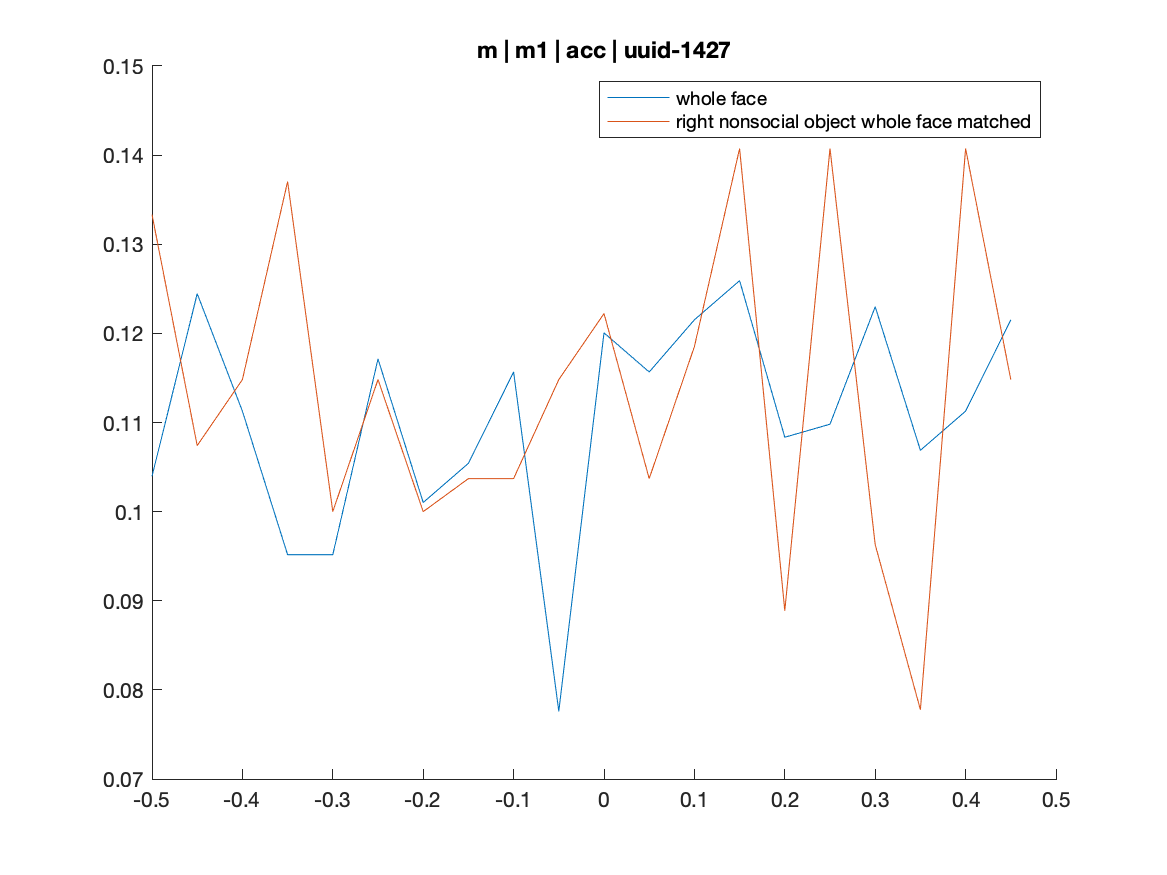 m | m1 | acc | uuid-1427
0.15
whole face
right nonsocial object whole face matched
0.14
0.13
0.12
0.11
0.1
0.09
0.08
0.07
-0.5 -0.4 -0.3 -0.2 -0.1 0 0.1 0.2 0.3 0.4 0.5